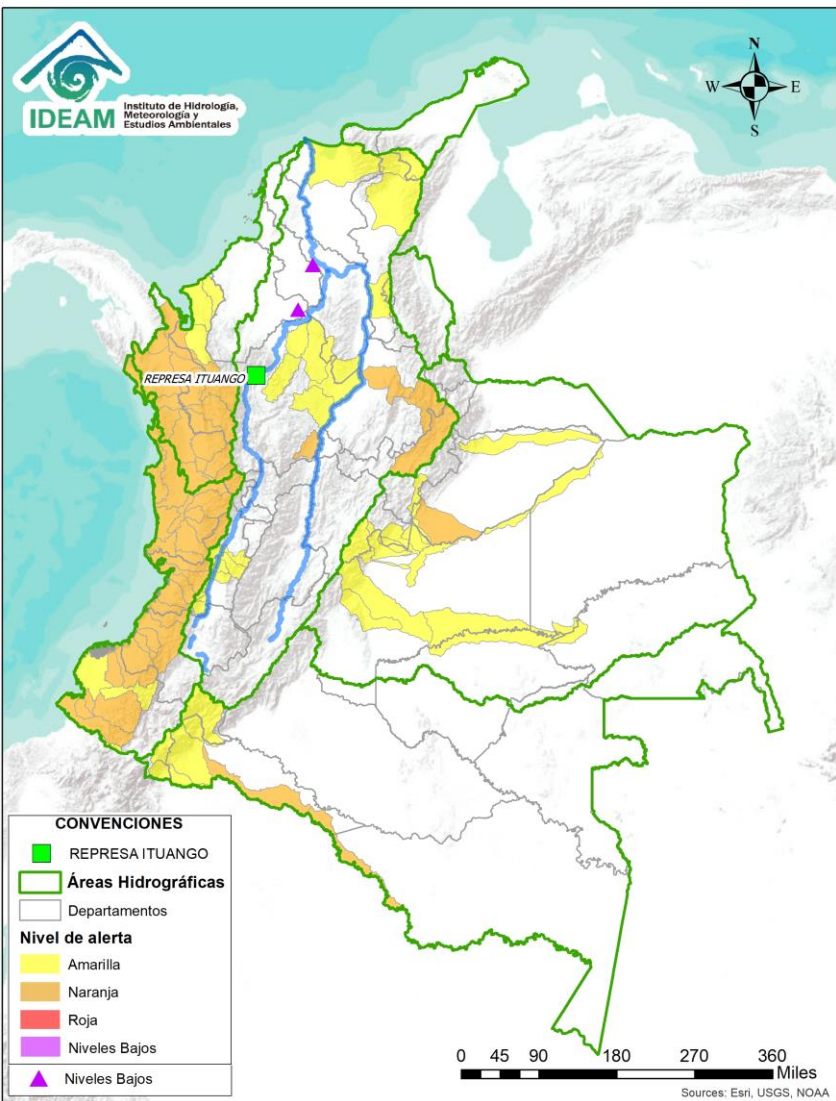 IDEAM
Instituto de Hidrología,
Meteorología y
Estudios Ambientales
N
W
E
S
REPRESA ITUANGO
CONVENCIONES
REPRESA ITUANGO
Áreas Hidrográficas
Departamentos
Nivel de alerta
Amarilla
Naranja
Roja
Niveles Bajos
Niveles Bajos
0 45 90 180 270 360
Miles
Sources: Esri, USGS, NOAA